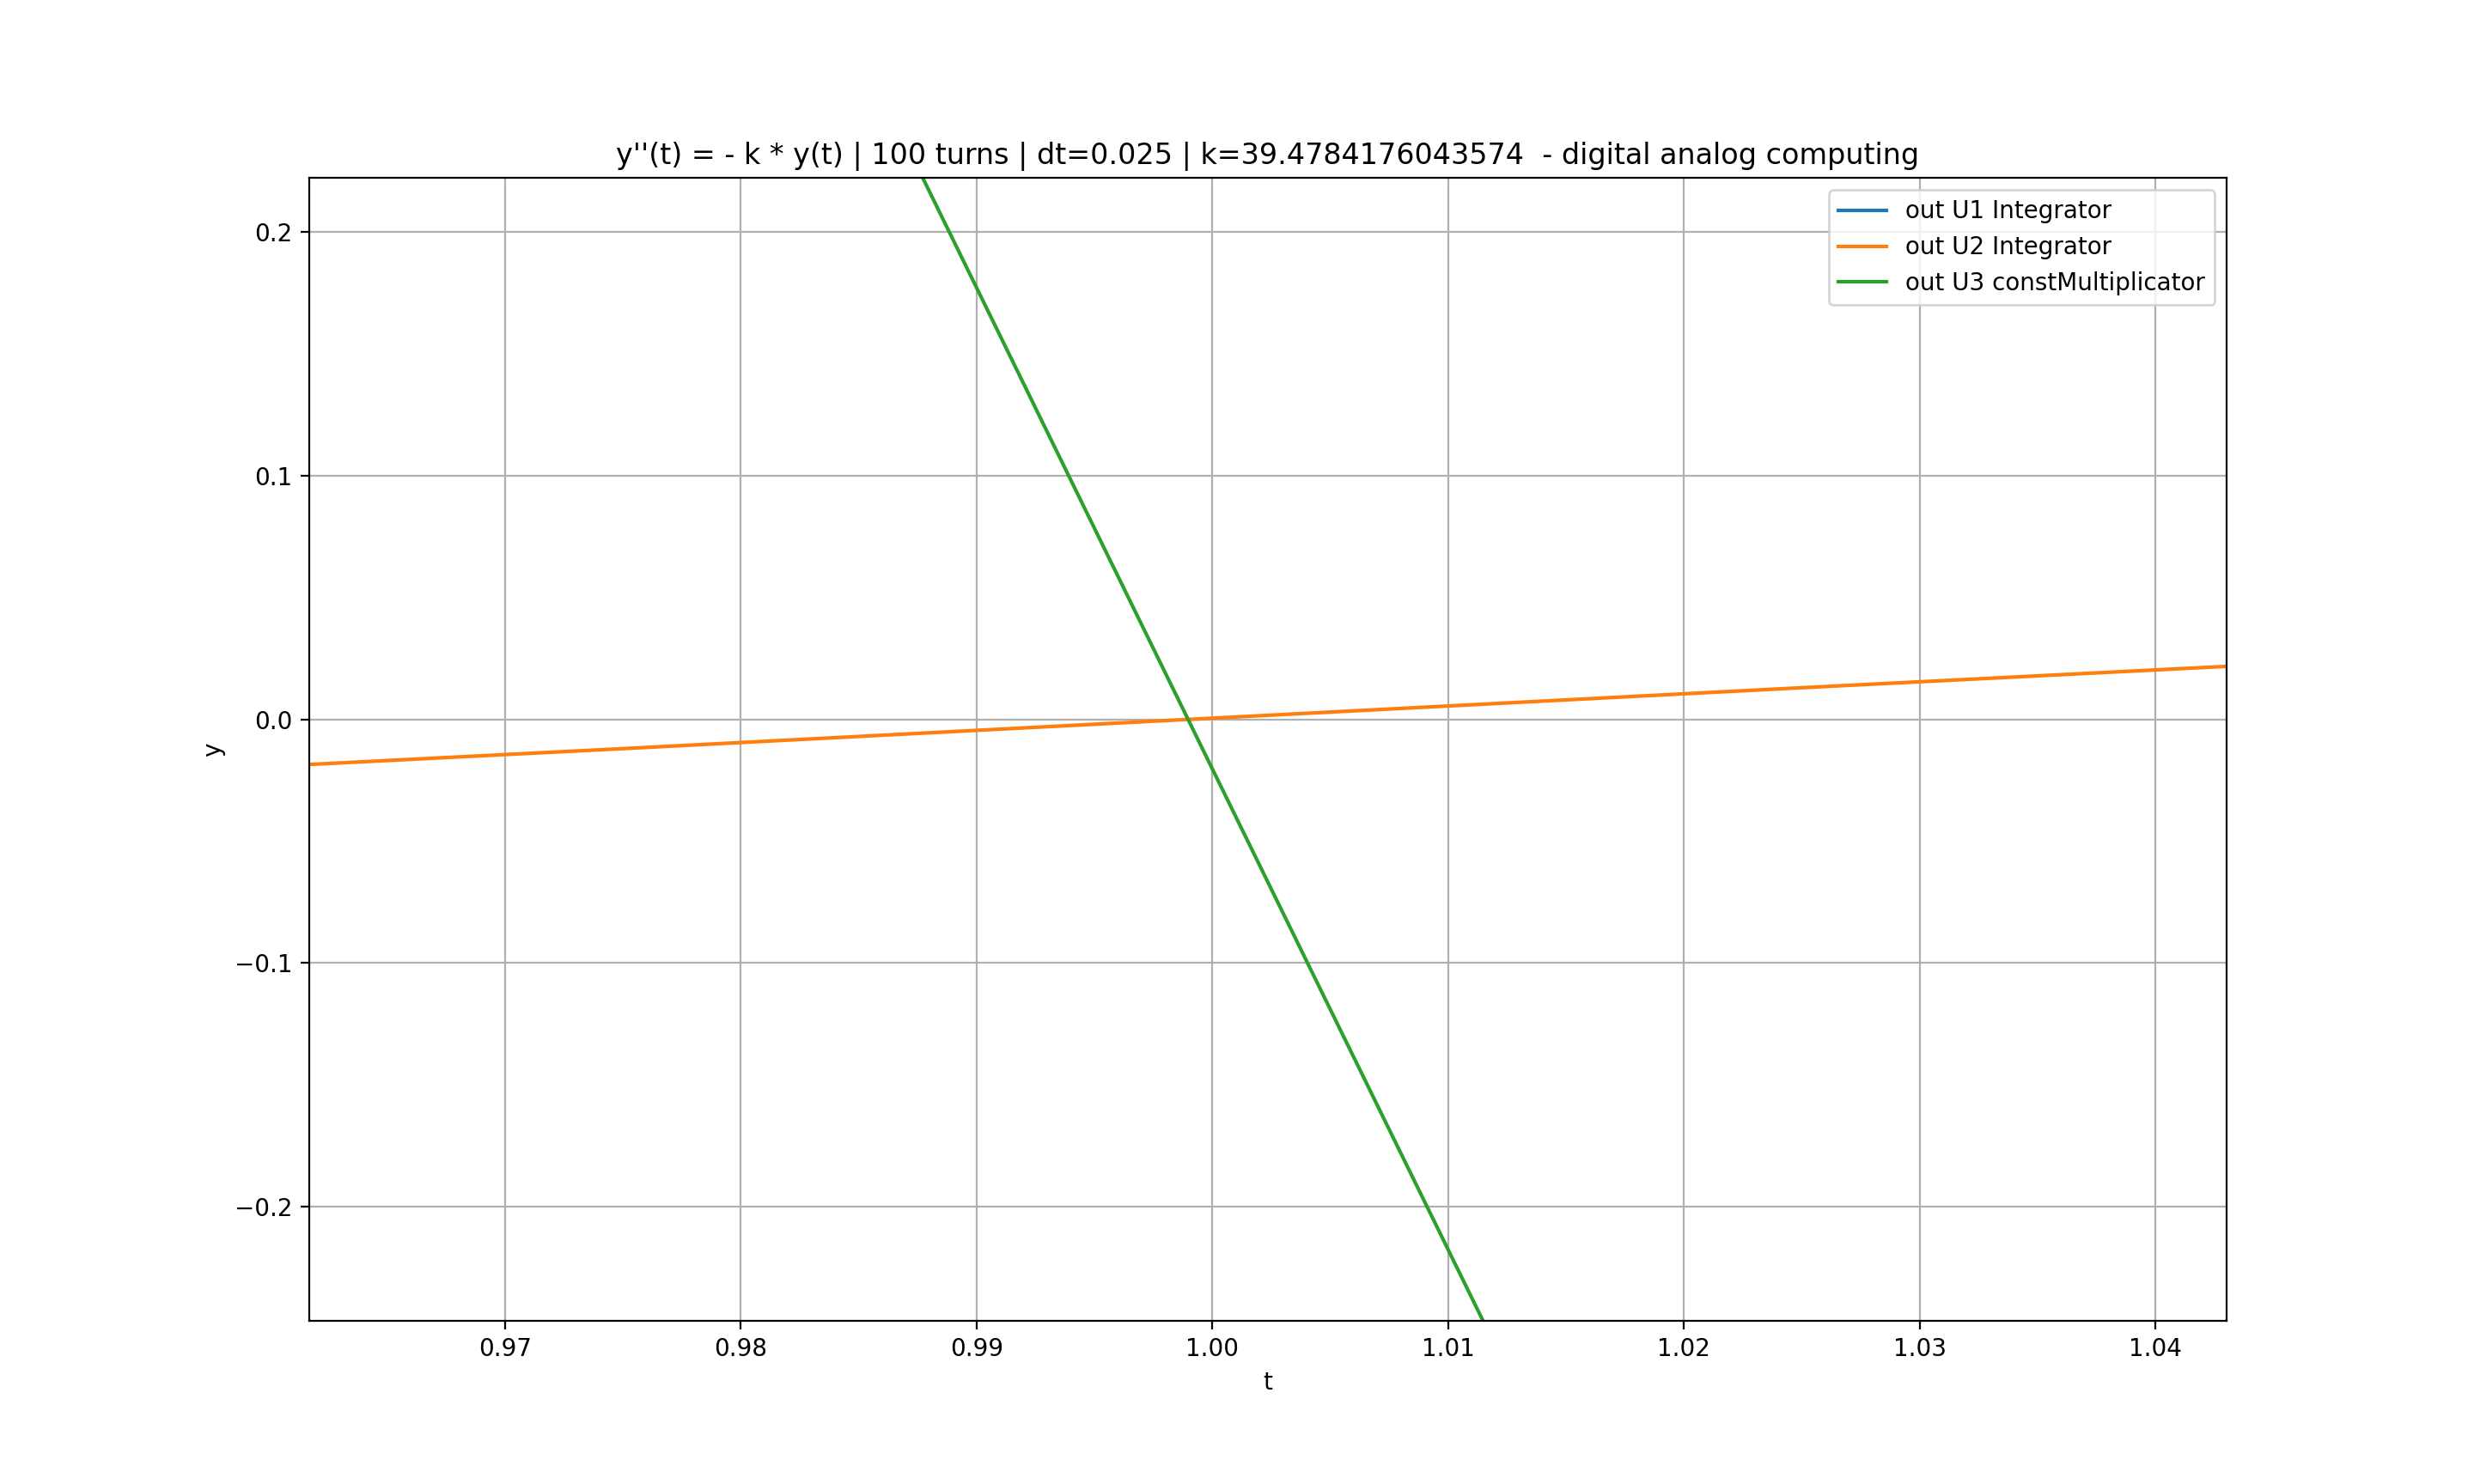 y''(t) = - k * y(t) | 100 turns | dt=0.025 | k=39.4784176043574  - digital analog computing
out U1 Integrator
out U2 Integrator
out U3 constMultiplicator
0.2
0.1
0.0
−0.1
−0.2
y
0.97 0.98 0.99 1.00 1.01 1.02 1.03 1.04
t